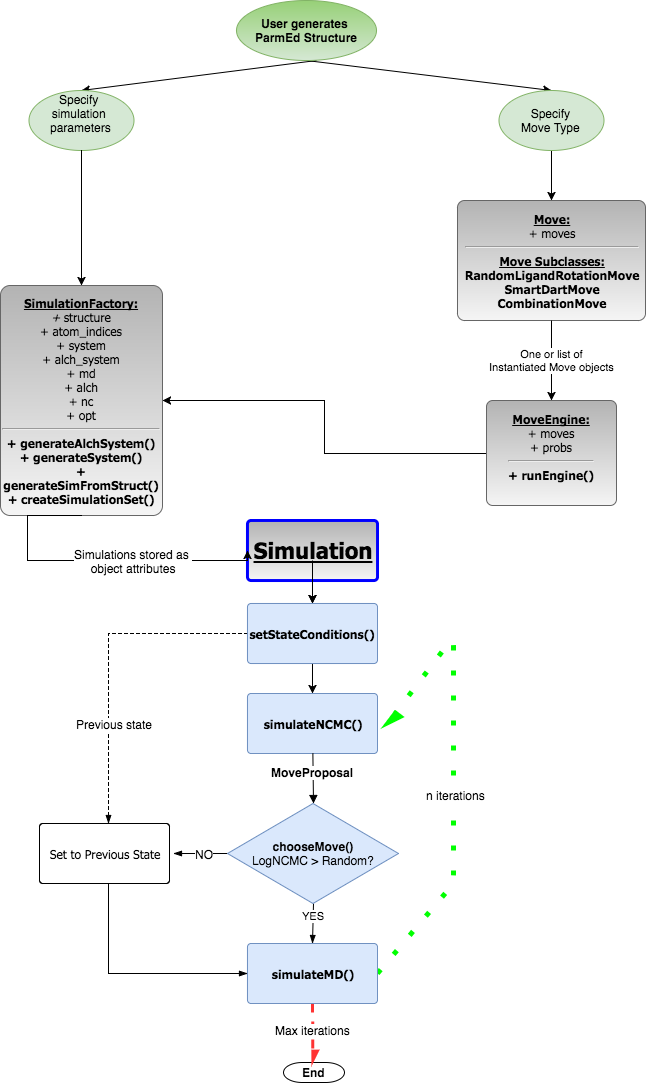 User generates
ParmEd Structure
Specify
simulation
parameters
Specify
Move Type
Move:
+ moves
Move Subclasses:
RandomLigandRotationMove
SmartDartMove
CombinationMove
SimulationFactory:
+ structure
+ atom_indices
+ system
+ alch_system
+ md
+ alch
+ nc
+ opt
+ generateAlchSystem()
+ generateSystem()
+
generateSimFromStruct()
+ createSimulationSet()
One or list of
Instantiated Move objects
MoveEngine:
+ moves
+ probs
+ runEngine()
Simulations stored as
object attributes
Simulation
setStateConditions()
simulateNCMC()
Previous state
MoveProposal
n iterations
chooseMove()
LogNCMC > Random?
NO
Set to Previous State
YES
simulateMD()
Max iterations
End